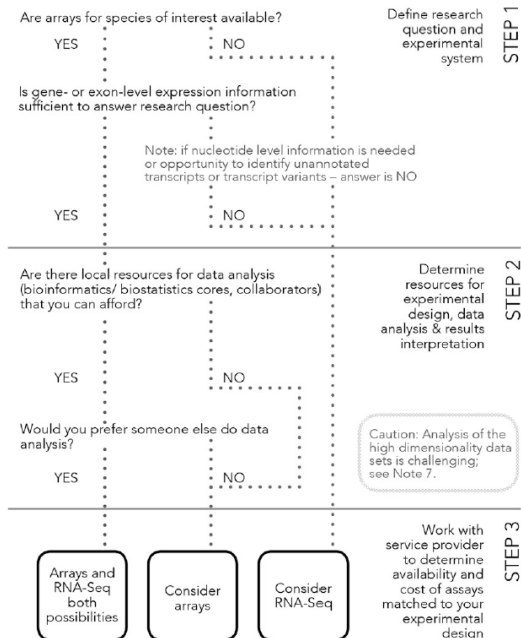 Are arrays for species of interest available?
YES
NO
Define research
question and
experimental
system
STEP 1
Is gene- or exon-level expression information
sufficient to answer research question?
Note: if nucleotide level information is needed
or opportunity to identify unannotated
transcripts or transcript variants – answer is NO
YES
NO
Are there local resources for data analysis
(bioinformatics/ biostatistics cores, collaborators)
that you can afford?
Determine
resources for
experimental
design, data
analysis & results
interpretation
STEP 2
YES
NO
Would you prefer someone else do data
analysis?
YES
NO
Caution: Analysis of the
high dimensionality data
sets is challenging;
see Note 7.
Arrays and
RNA-Seq
both
possibilities
Consider
arrays
Consider
RNA-Seq
Work with
service provider
to determine
availability and
cost of assays
matched to your
experimental
design
STEP 3